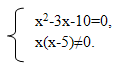 x²-3x-10=0,
x(x-5)≠0.